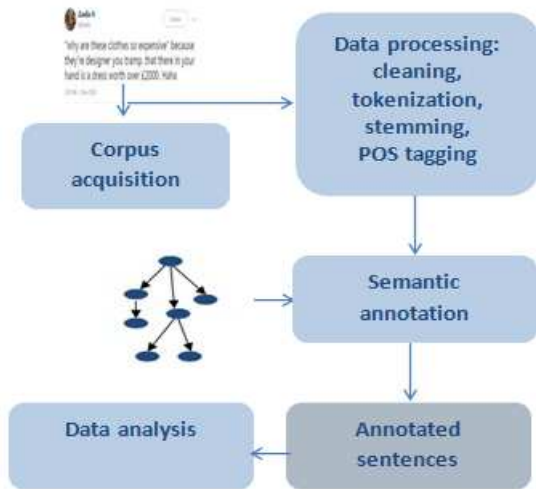 "why are these clothes so expensive" because
they're designer you tramp. that there in your
hand is a dress worth over £2000. Haha
Data processing:
cleaning,
tokenization,
stemming,
POS tagging
Corpus
acquisition
Semantic
annotation
Data analysis
Annotated
sentences